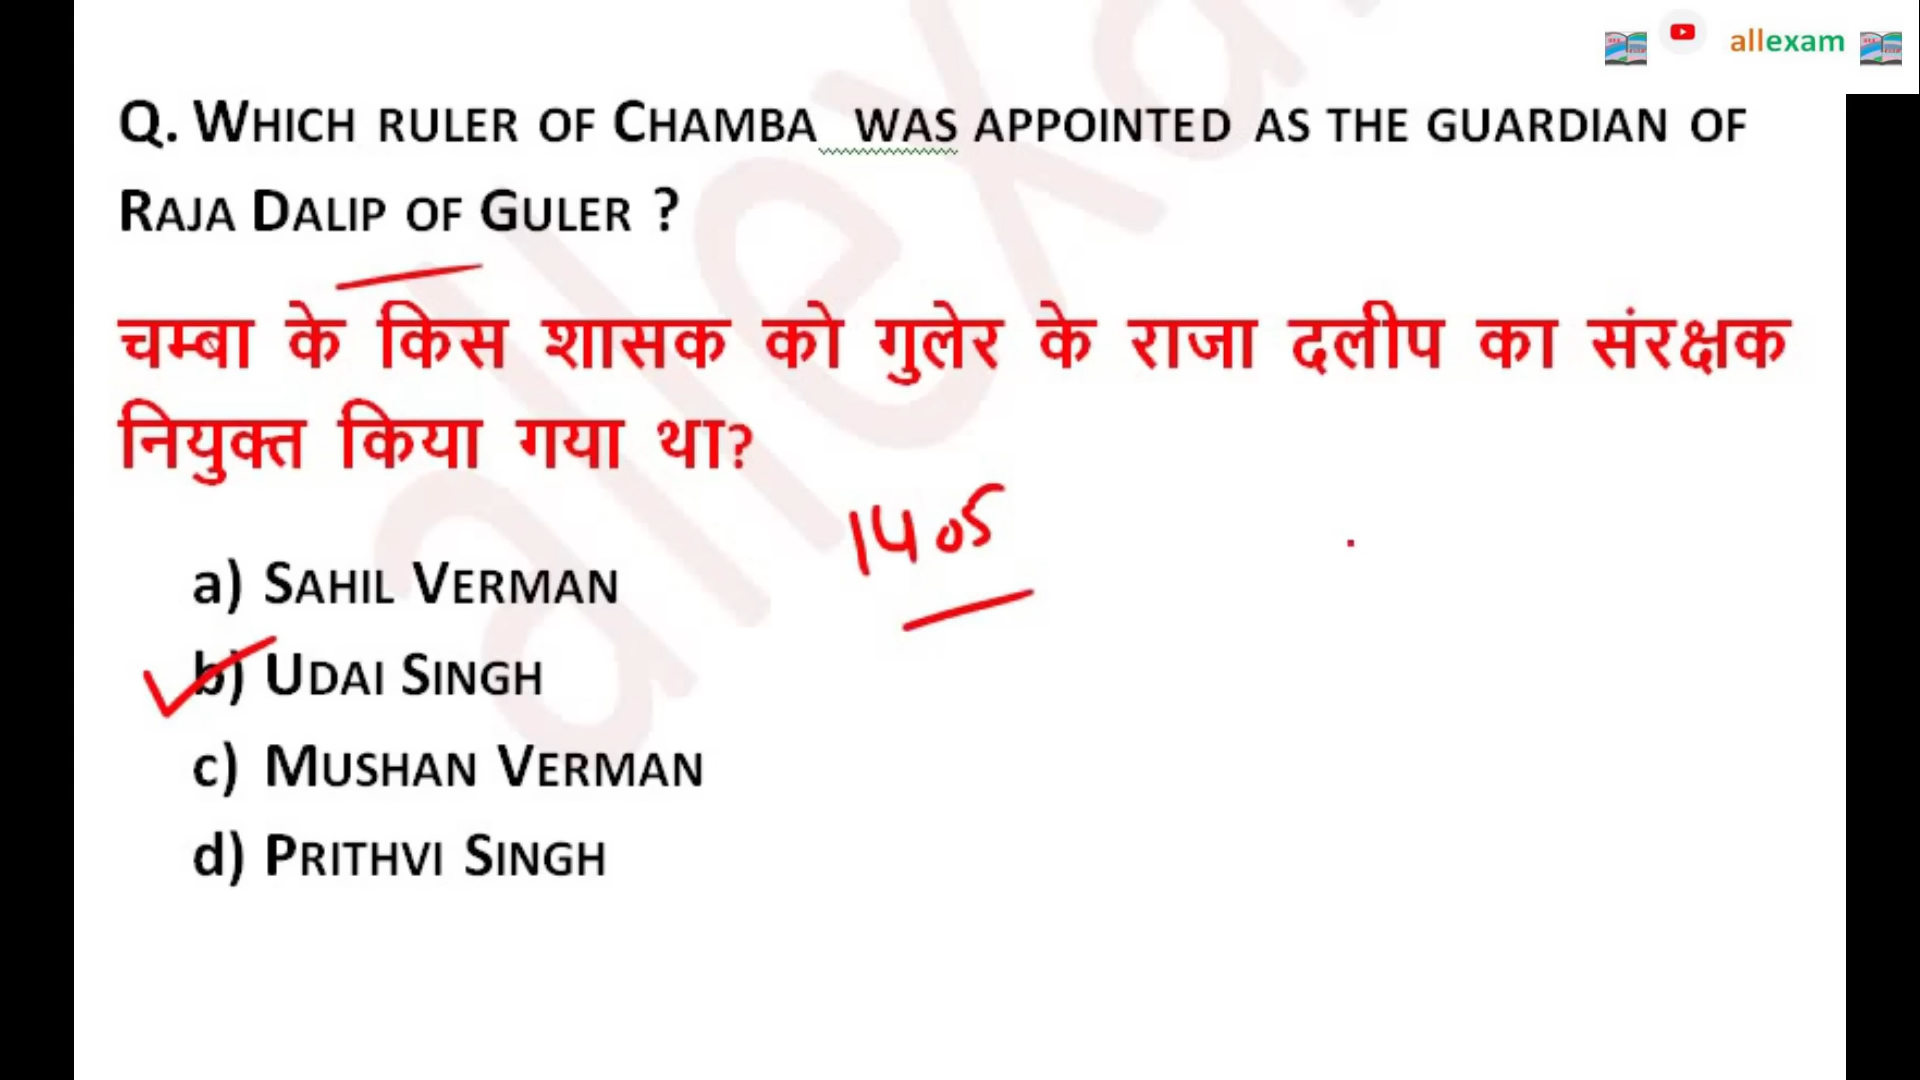 allexam
Q. WHICH RULER OF CHAMBA WAS APPOINTED AS THE GUARDIAN OF
RAJA DALIP OF GULER ?
चम्बा के किस शासक को गुलेर के राजा दलीप का संरक्षक
नियुक्त किया गया था?
1405
a) SAHIL VERMAN
b) UDAI SINGH
c) MUSHAN VERMAN
d) PRITHVI SINGH